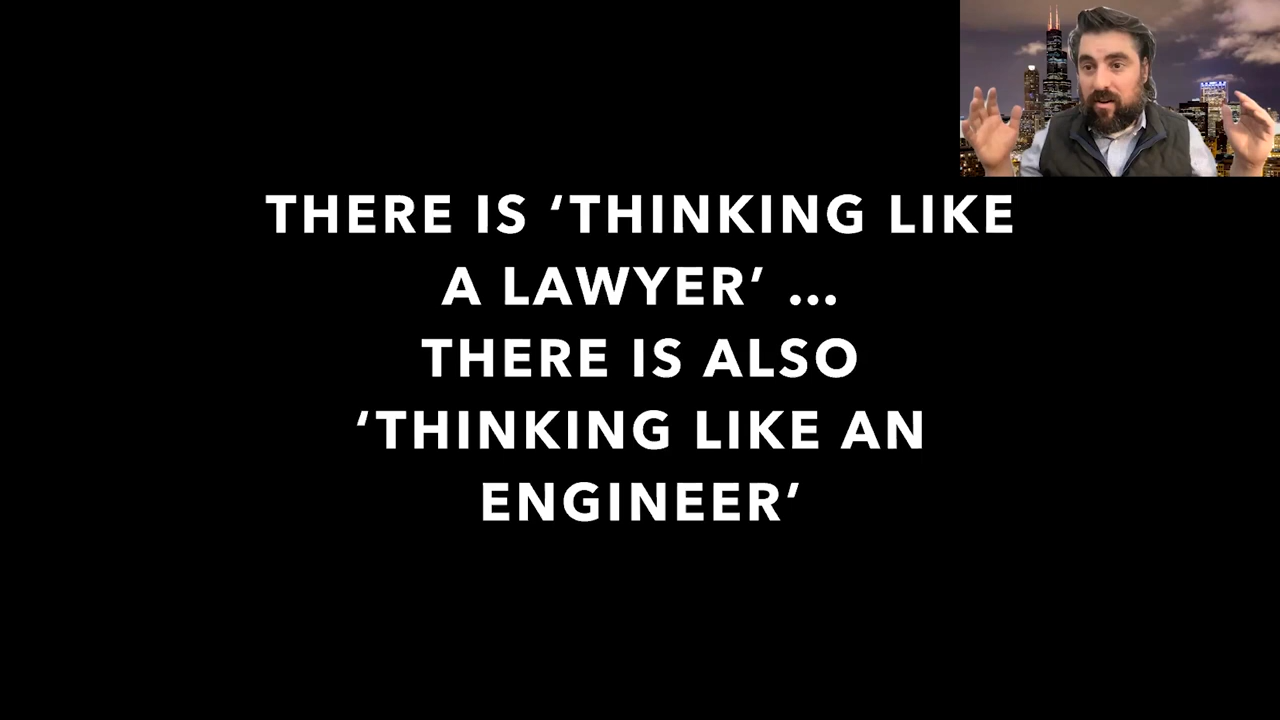 THERE IS ‘THINKING LIKE
A LAWYER’ ...
THERE IS ALSO
‘THINKING LIKE AN
ENGINEER’